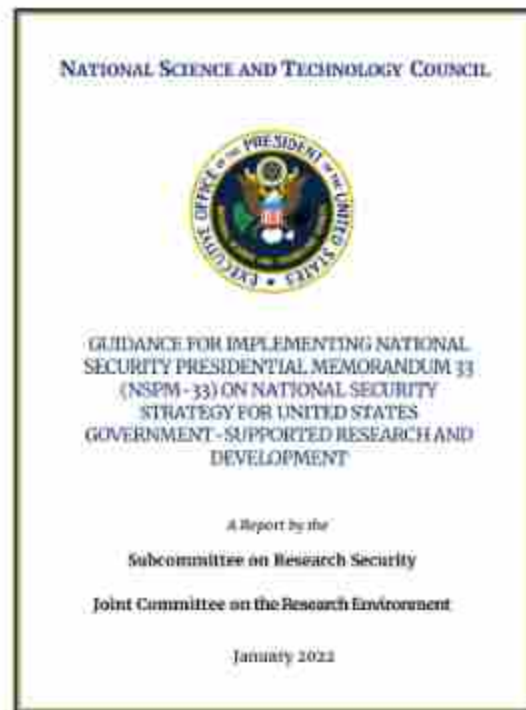 NATIONAL SCIENCE AND TECHNOLOGY COUNCIL
EXECUTIVE OFFICE OF THE PRESIDENT OF THE UNITED STATES
GUIDANCE FOR IMPLEMENTING NATIONAL
SECURITY PRESIDENTIAL MEMORANDUM 33
(NSPM-33) ON NATIONAL SECURITY
STRATEGY FOR UNITED STATES
GOVERNMENT-SUPPORTED RESEARCH AND
DEVELOPMENT
A Report by the
Subcommittee on Research Security
Joint Committee on the Research Environment
January 2022